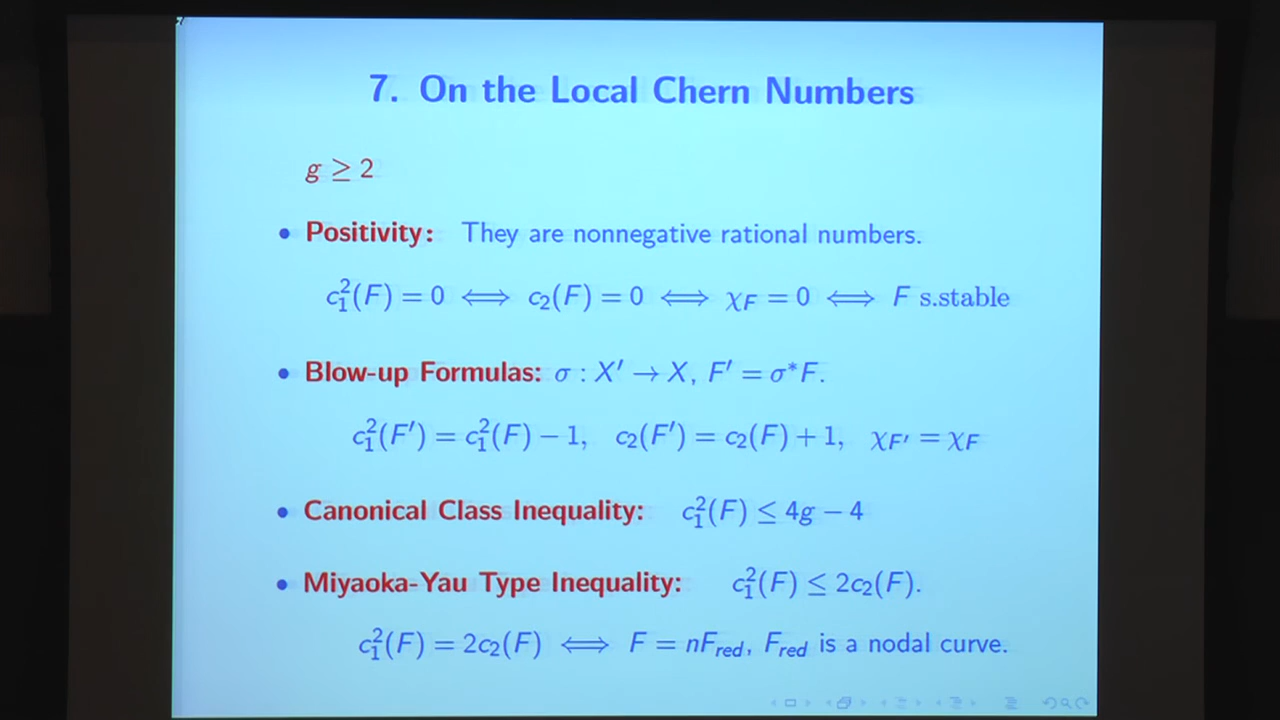 7. On the Local Chern Numbers
g ≥ 2
• Positivity: They are nonnegative rational numbers.
c₁²(F) = 0 ⟺ c₂(F) = 0 ⟺ χ_F = 0 ⟺ F s.stable
• Blow-up Formulas: σ : X′ → X, F′ = σ*F.
c₁²(F′) = c₁²(F) − 1, c₂(F′) = c₂(F) + 1, χ_F′ = χ_F
• Canonical Class Inequality: c₁²(F) ≤ 4g − 4
• Miyaoka-Yau Type Inequality: c₁²(F) ≤ 2c₂(F).
c₁²(F) = 2c₂(F) ⟺ F = nF_red, F_red is a nodal curve.